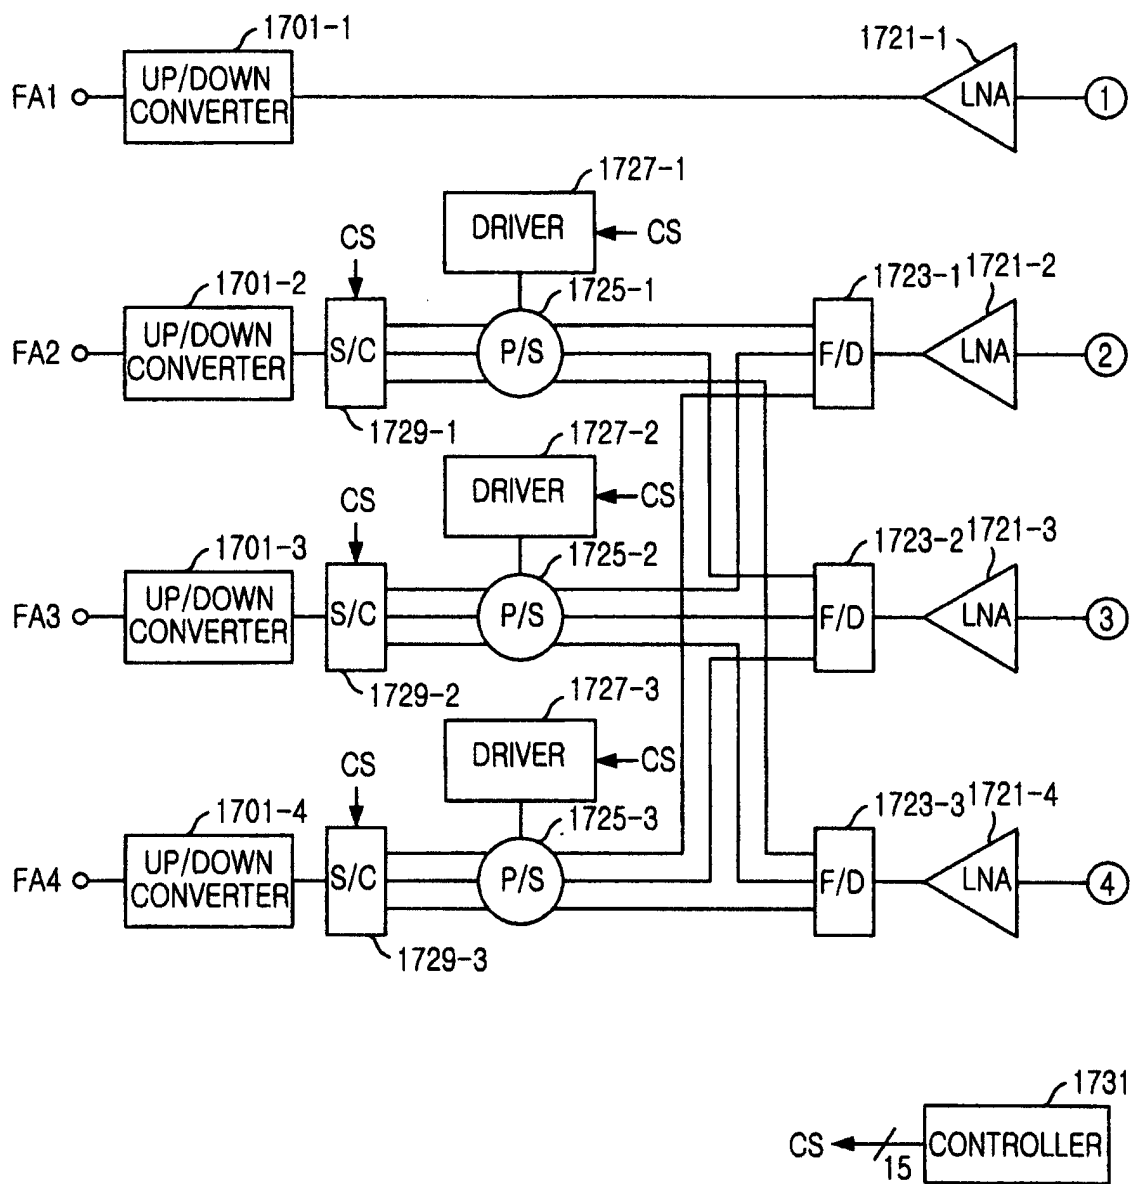 1701-1
1721-1
FA1
UP/DOWN
CONVERTER
LNA
1
1727-1
DRIVER
CS
CS
1701-2
1725-1
1723-1
1721-2
FA2
UP/DOWN
CONVERTER
S/C
P/S
F/D
LNA
2
1729-1
1727-2
DRIVER
CS
CS
1701-3
1725-2
1723-2
1721-3
FA3
UP/DOWN
CONVERTER
S/C
P/S
F/D
LNA
3
1729-2
1727-3
DRIVER
CS
CS
1701-4
1725-3
1723-3
1721-4
FA4
UP/DOWN
CONVERTER
S/C
P/S
F/D
LNA
4
1729-3
1731
CS
15
CONTROLLER